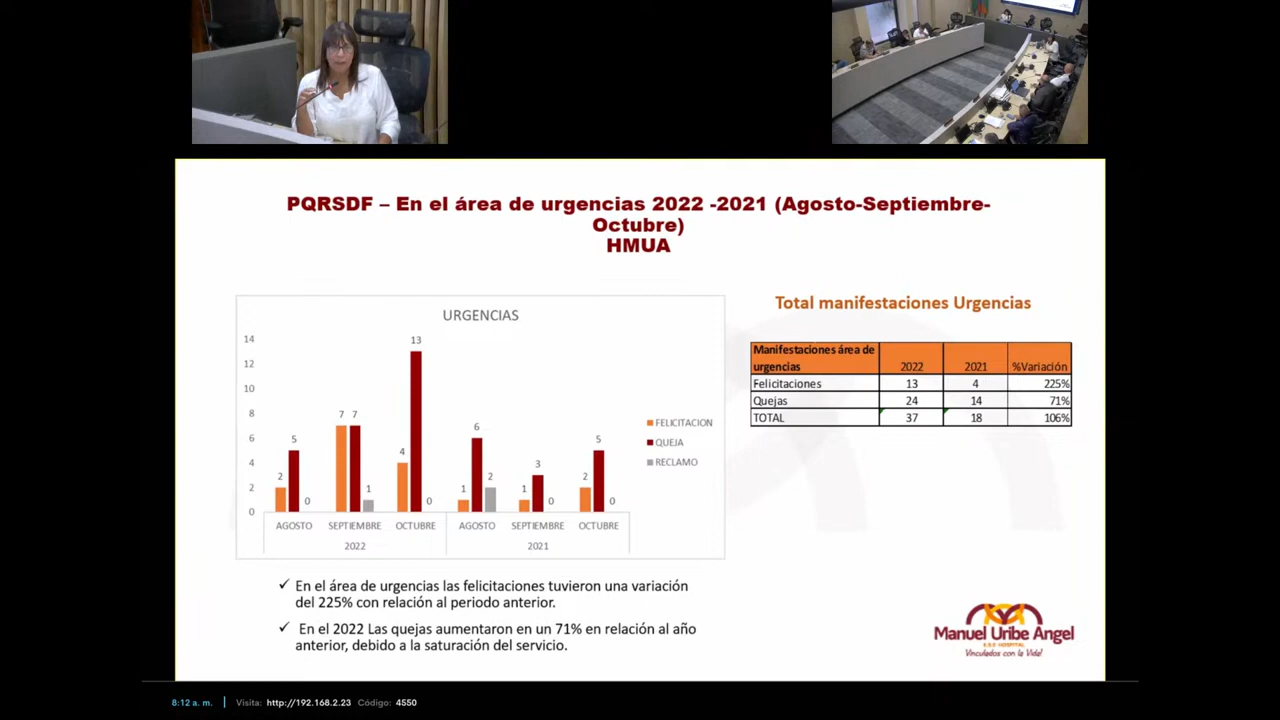 PQRSDF – En el área de urgencias 2022 -2021 (Agosto-Septiembre-
Octubre)
HMUA
URGENCIAS
14
12
10
8
6
4
2
0
2
5
0
7
7
1
4
13
0
1
6
2
1
3
0
2
5
0
AGOSTO SEPTIEMBRE OCTUBRE AGOSTO SEPTIEMBRE OCTUBRE
2022 2021
FELICITACION
QUEJA
RECLAMO
Total manifestaciones Urgencias
Manifestaciones área de
urgencias 2022 2021 %Variación
Felicitaciones 13 4 225%
Quejas 24 14 71%
TOTAL 37 18 106%
✓ En el área de urgencias las felicitaciones tuvieron una variación
del 225% con relación al periodo anterior.
✓ En el 2022 Las quejas aumentaron en un 71% en relación al año
anterior, debido a la saturación del servicio.
Manuel Uribe Ángel
E.S.E HOSPITAL
Vinculados con la Vida!
8:12 a. m. | Visita: http://192.168.2.23 Código: 4550